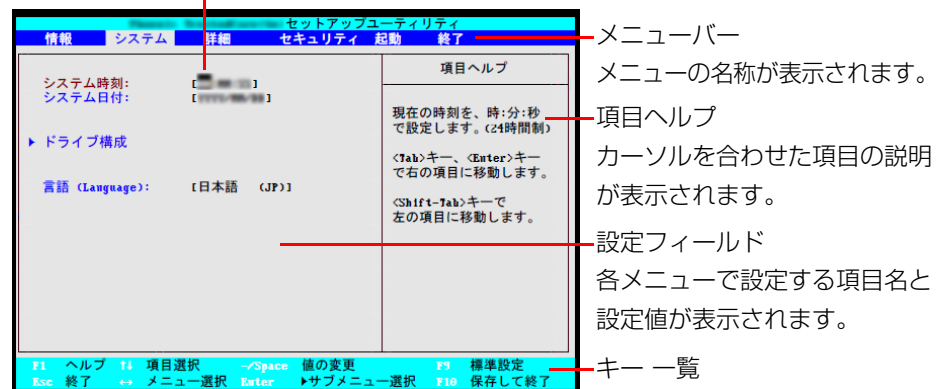 セットアップユーティリティ
情報 システム 詳細 セキュリティ 起動 終了
システム時刻:
システム日付:
ドライブ構成
言語 (Language): [日本語 (JP)]
項目ヘルプ
現在の時刻を、時:分:秒
で設定します。(24時間制)
<Tab>キー、<Enter>キー
で右の項目に移動します。
<Shift-Tab>キーで
左の項目に移動します。
F1 ヘルプ ↑↓ 項目選択 -/Space 値の変更 F9 標準設定
Esc 終了 ↔ メニュー選択 Enter ▶サブメニュー選択 F10 保存して終了
メニューバー
メニューの名称が表示されます。
項目ヘルプ
カーソルを合わせた項目の説明
が表示されます。
設定フィールド
各メニューで設定する項目名と
設定値が表示されます。
キー 一覧